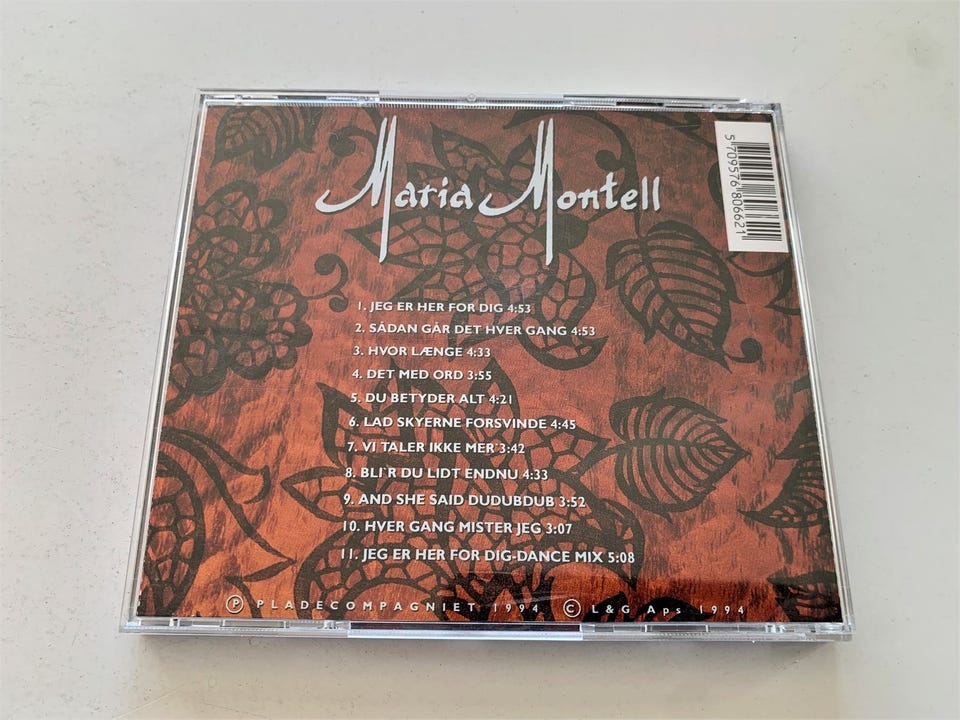 Maria Montell
5 709576 806621
1. JEG ER HER FOR DIG 4:53
2. SÅDAN GÅR DET HVER GANG 4:53
3. HVOR LÆNGE 4:33
4. DET MED ORD 3:55
5. DU BETYDER ALT 4:21
6. LAD SKYERNE FORSVINDE 4:45
7. VI TALER IKKE MER' 3:42
8. BLI'R DU LIDT ENDNU 4:33
9. AND SHE SAID DUDUBDUB 3:52
10. HVER GANG MISTER JEG 3:07
11. JEG ER HER FOR DIG-DANCE MIX 5:08
Ⓟ PLADECOMPAGNIET 1994 © L&G Aps 1994